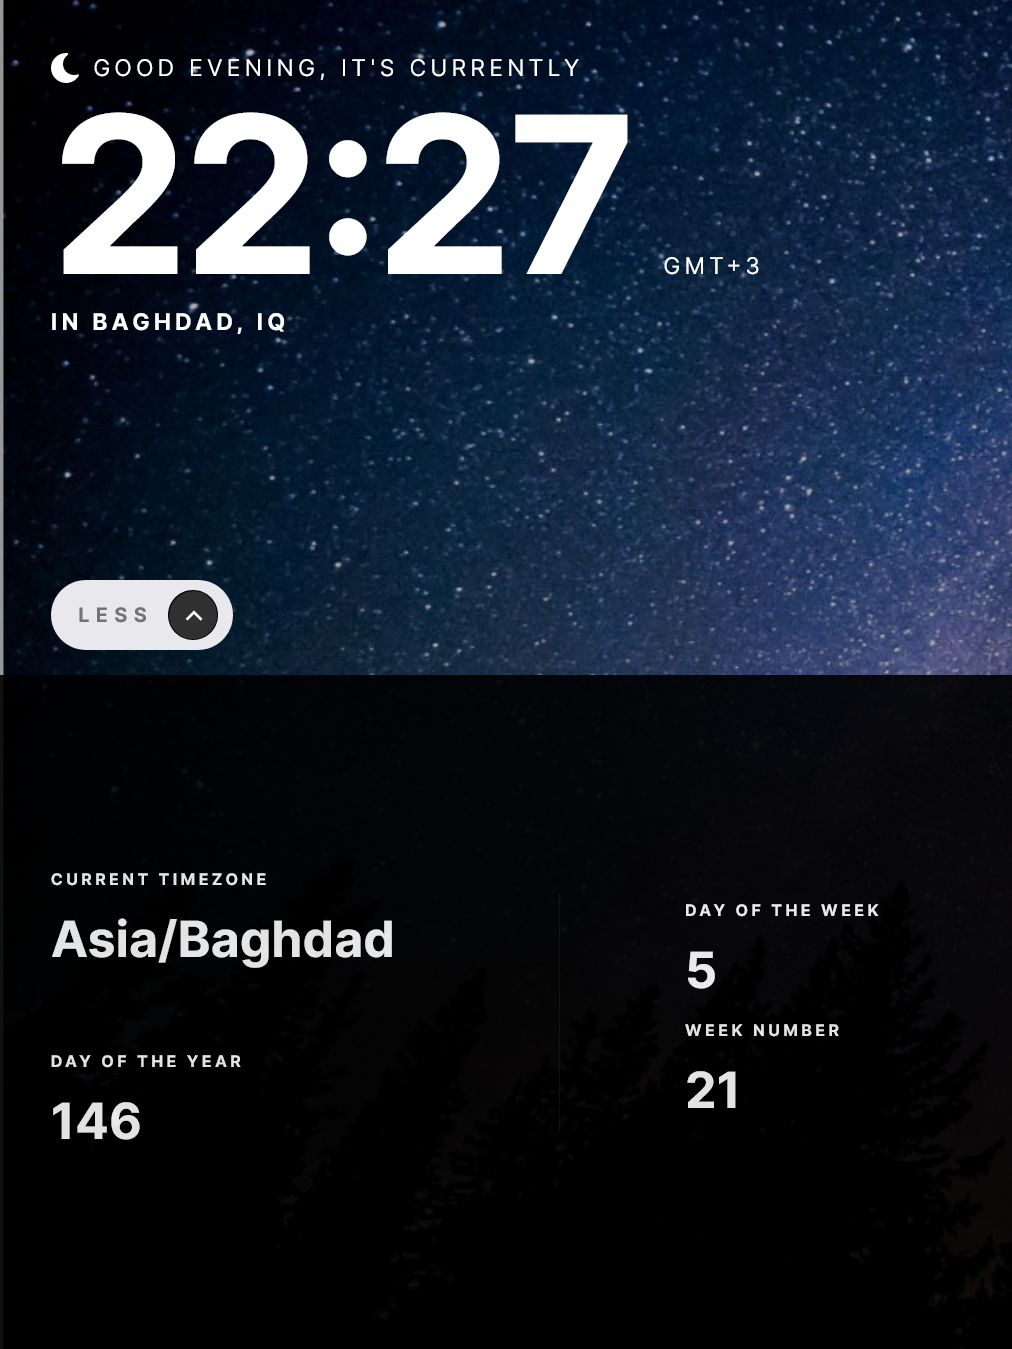 GOOD EVENING, IT'S CURRENTLY
22:27 GMT+3
IN BAGHDAD, IQ
LESS
CURRENT TIMEZONE
Asia/Baghdad
DAY OF THE YEAR
146
DAY OF THE WEEK
5
WEEK NUMBER
21